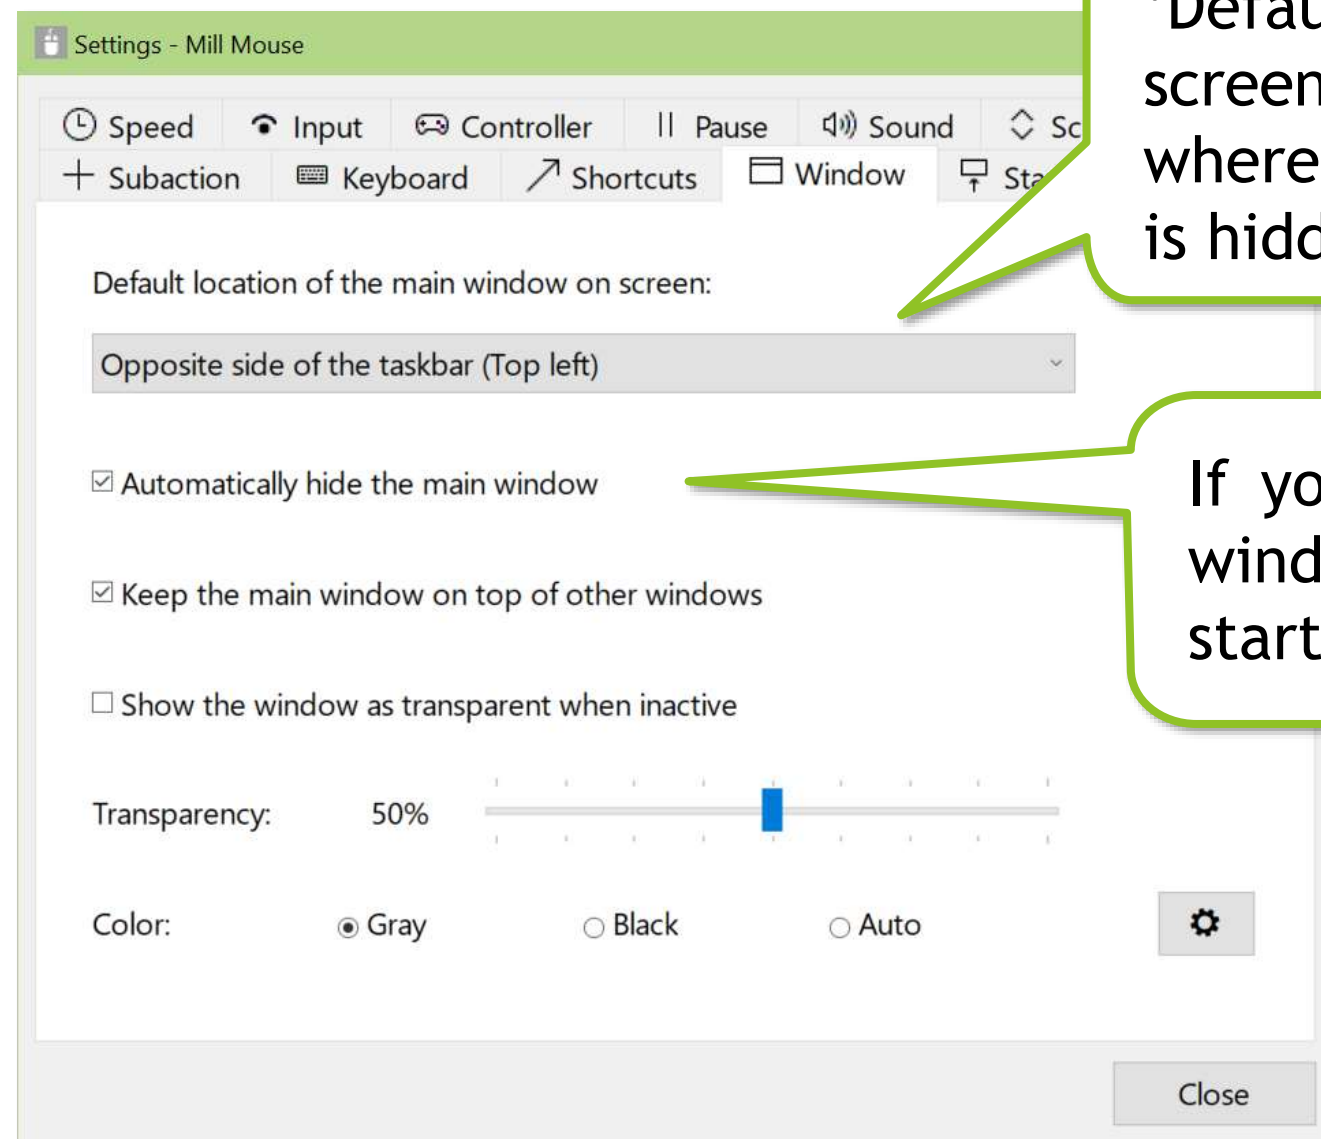 Settings - Mill Mouse
Speed Input Controller Pause Sound
Subaction Keyboard Shortcuts Window
Default location of the main window on screen:
Opposite side of the taskbar (Top left)
Automatically hide the main window
Keep the main window on top of other windows
Show the window as transparent when inactive
Transparency: 50%
Color: Gray Black Auto
Close
screen
where
is
If
start